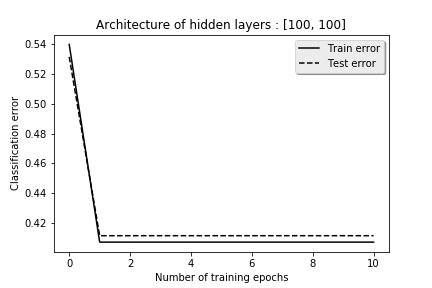 Architecture of hidden layers : [100, 100]
Train error
Test error
Classification error
0.54
0.52
0.50
0.48
0.46
0.44
0.42
0 2 4 6 8 10
Number of training epochs